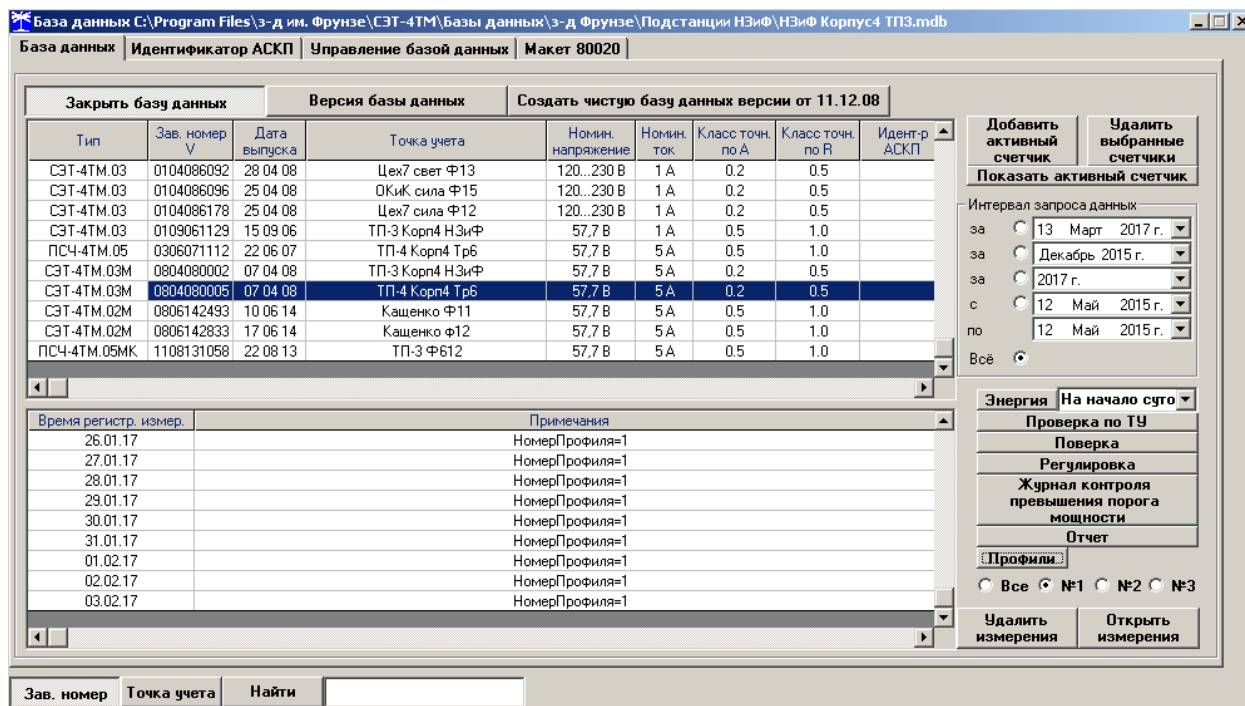 База данных C:\Program Files\з-д им. Фрунзе\СЭТ-4ТМ\Базы данных\з-д Фрунзе\Подстанции НЗиФ\НЗиФ Корпус4 ТП3.mdb
База данных Идентификатор АСКП Управление базой данных Макет 80020
Закрыть базу данных Версия базы данных Создать чистую базу данных версии от 11.12.08
Тип Зав. номер V Дата выпуска Точка учета Номин. напряжение Номин. ток Класс точн. по А Класс точн. по R Идент-р АСКП
СЭТ-4ТМ.03 0104086092 28 04 08 Цех7 свет Ф13 120...230 В 1 А 0.2 0.5
СЭТ-4ТМ.03 0104086096 25 04 08 ОКиК сила Ф15 120...230 В 1 А 0.2 0.5
СЭТ-4ТМ.03 0104086178 25 04 08 Цех7 сила Ф12 120...230 В 1 А 0.2 0.5
СЭТ-4ТМ.03 0109061129 15 09 06 ТП-3 Корп4 НЗиФ 57,7 В 1 А 0.5 1.0
ПСЧ-4ТМ.05 0306071112 22 06 07 ТП-4 Корп4 Тр6 57,7 В 5 А 0.5 1.0
СЭТ-4ТМ.03М 0804080002 07 04 08 ТП-3 Корп4 НЗиФ 57,7 В 5 А 0.2 0.5
СЭТ-4ТМ.03М 0804080005 07 04 08 ТП-4 Корп4 Тр6 57,7 В 5 А 0.2 0.5
СЭТ-4ТМ.02М 0806142493 10 06 14 Кащенко Ф11 57,7 В 5 А 0.5 1.0
СЭТ-4ТМ.02М 0806142833 17 06 14 Кащенко ф12 57,7 В 5 А 0.5 1.0
ПСЧ-4ТМ.05МК 1108131058 22 08 13 ТП-3 Ф612 57,7 В 5 А 0.5 1.0
Время регистр. измер. Примечания
26.01.17 НомерПрофиля=1
27.01.17 НомерПрофиля=1
28.01.17 НомерПрофиля=1
29.01.17 НомерПрофиля=1
30.01.17 НомерПрофиля=1
31.01.17 НомерПрофиля=1
01.02.17 НомерПрофиля=1
02.02.17 НомерПрофиля=1
03.02.17 НомерПрофиля=1
Добавить активный счетчик
Удалить выбранные счетчики
Показать активный счетчик
Интервал запроса данных
за 13 Март 2017 г.
за Декабрь 2015 г.
за 2017 г.
с 12 Май 2015 г.
по 12 Май 2015 г.
Всё
Энергия На начало суто
Проверка по ТУ
Поверка
Регулировка
Журнал контроля
превышения порога
мощности
Отчет
Профили
Все №1 №2 №3
Удалить измерения
Открыть измерения
Зав. номер Точка учета Найти